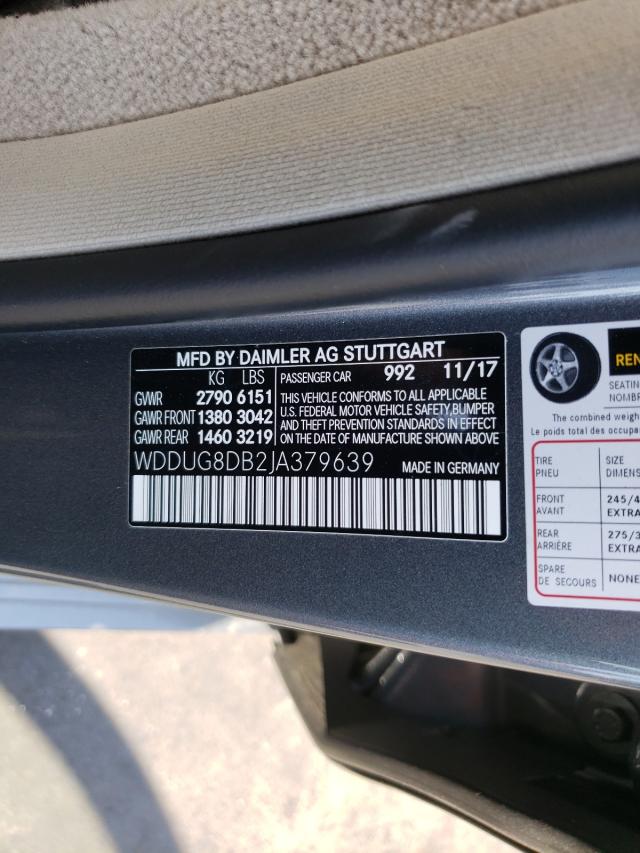 MFD BY DAIMLER AG STUTTGART
KG LBS
GVWR 2790 6151
GAWR FRONT 1380 3042
GAWR REAR 1460 3219
PASSENGER CAR 992 11/17
THIS VEHICLE CONFORMS TO ALL APPLICABLE
U.S. FEDERAL MOTOR VEHICLE SAFETY,BUMPER
AND THEFT PREVENTION STANDARDS IN EFFECT
ON THE DATE OF MANUFACTURE SHOWN ABOVE
WDDUG8DB2JA379639 MADE IN GERMANY
REN
SEATING
NOMBR
The combined weigh
Le poids total des occup
TIRE SIZE
PNEU DIMENS
FRONT 245/4
AVANT EXTRA
REAR 275/3
ARRIÈRE EXTRA
SPARE NONE
DE SECOURS